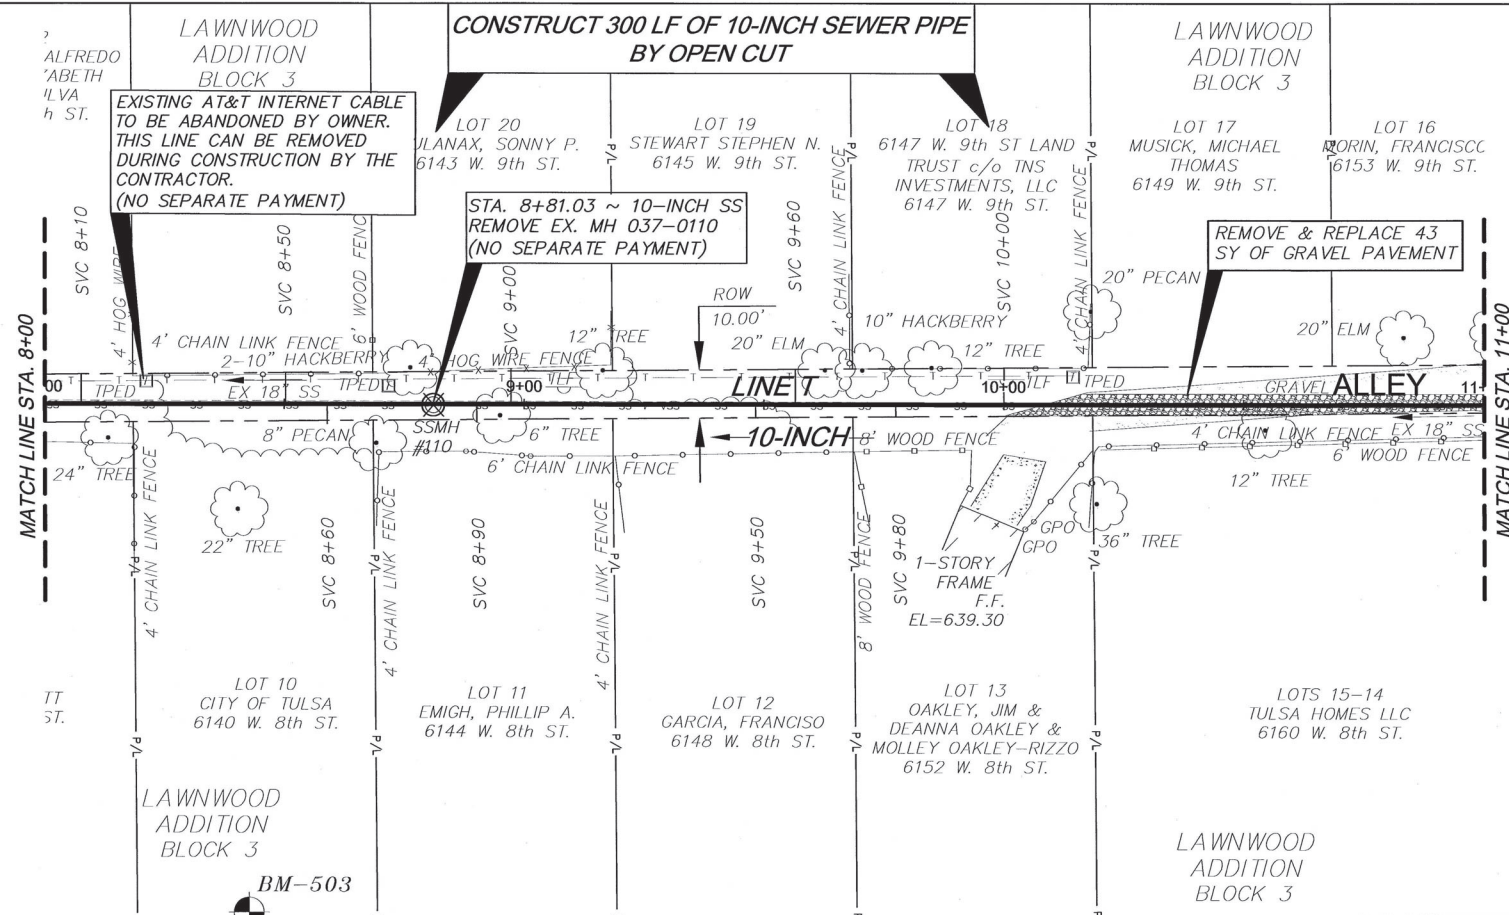 CONSTRUCT 300 LF OF 10-INCH SEWER PIPE
BY OPEN CUT
LAWNWOOD
ADDITION
BLOCK 3
LAWNWOOD
ADDITION
BLOCK 3
ALFREDO
h ST.
EXISTING AT&T INTERNET CABLE
TO BE ABANDONED BY OWNER.
THIS LINE CAN BE REMOVED
DURING CONSTRUCTION BY THE
CONTRACTOR.
(NO SEPARATE PAYMENT)
LOT 20
ULANAX, SONNY P.
6143 W. 9th ST.
LOT 19
STEWART STEPHEN N.
6145 W. 9th ST.
LOT 18
6147 W. 9th ST LAND
TRUST c/o TNS
INVESTMENTS, LLC
6147 W. 9th ST.
LOT 17
MUSICK, MICHAEL
THOMAS
6149 W. 9th ST.
LOT 16
MORIN, FRANCISCO
6153 W. 9th ST.
STA. 8+81.03 ~ 10-INCH SS
REMOVE EX. MH 037-0110
(NO SEPARATE PAYMENT)
REMOVE & REPLACE 43
SY OF GRAVEL PAVEMENT
SVC 8+10
4' HOG WIRE
SVC 8+50
6' WOOD FENC
SVC 9+00
SVC 9+60
4' CHAIN LINK FENCE
SVC 10+00
4' CHAIN LINK FENCE
P/L
P/L
P/L
P/L
ROW
10.00'
20" PECAN
4' CHAIN LINK FENCE
2-10" HACKBERRY
4' HOG WIRE FENCE
12" TREE
20" ELM
10" HACKBERRY
12" TREE
20" ELM
MATCH LINE STA. 8+00
MATCH LINE STA. 11+00
00
TPED
EX 18" SS
TPED
9+00
TLF
LINE T
10+00
TLF
TPED
GRAVEL
ALLEY
11+
SSMH
#110
8" PECAN
6" TREE
10-INCH
8' WOOD FENCE
4' CHAIN LINK FENCE
EX 18" SS
6' WOOD FENCE
24" TREE
6' CHAIN LINK FENCE
12" TREE
22" TREE
36" TREE
GPO
GPO
1-STORY
FRAME
F.F.
EL=639.30
4' CHAIN LINK FENCE
SVC 8+60
4' CHAIN LINK FENCE
SVC 8+90
4' CHAIN LINK FENCE
SVC 9+50
8' WOOD FENCE
SVC 9+80
P/L
P/L
P/L
P/L
P/L
TT
ST.
LOT 10
CITY OF TULSA
6140 W. 8th ST.
LOT 11
EMIGH, PHILLIP A.
6144 W. 8th ST.
LOT 12
GARCIA, FRANCISO
6148 W. 8th ST.
LOT 13
OAKLEY, JIM &
DEANNA OAKLEY &
MOLLEY OAKLEY-RIZZO
6152 W. 8th ST.
LOTS 15-14
TULSA HOMES LLC
6160 W. 8th ST.
P/L
P/L
P/L
P/L
P/L
LAWNWOOD
ADDITION
BLOCK 3
LAWNWOOD
ADDITION
BLOCK 3
BM-503